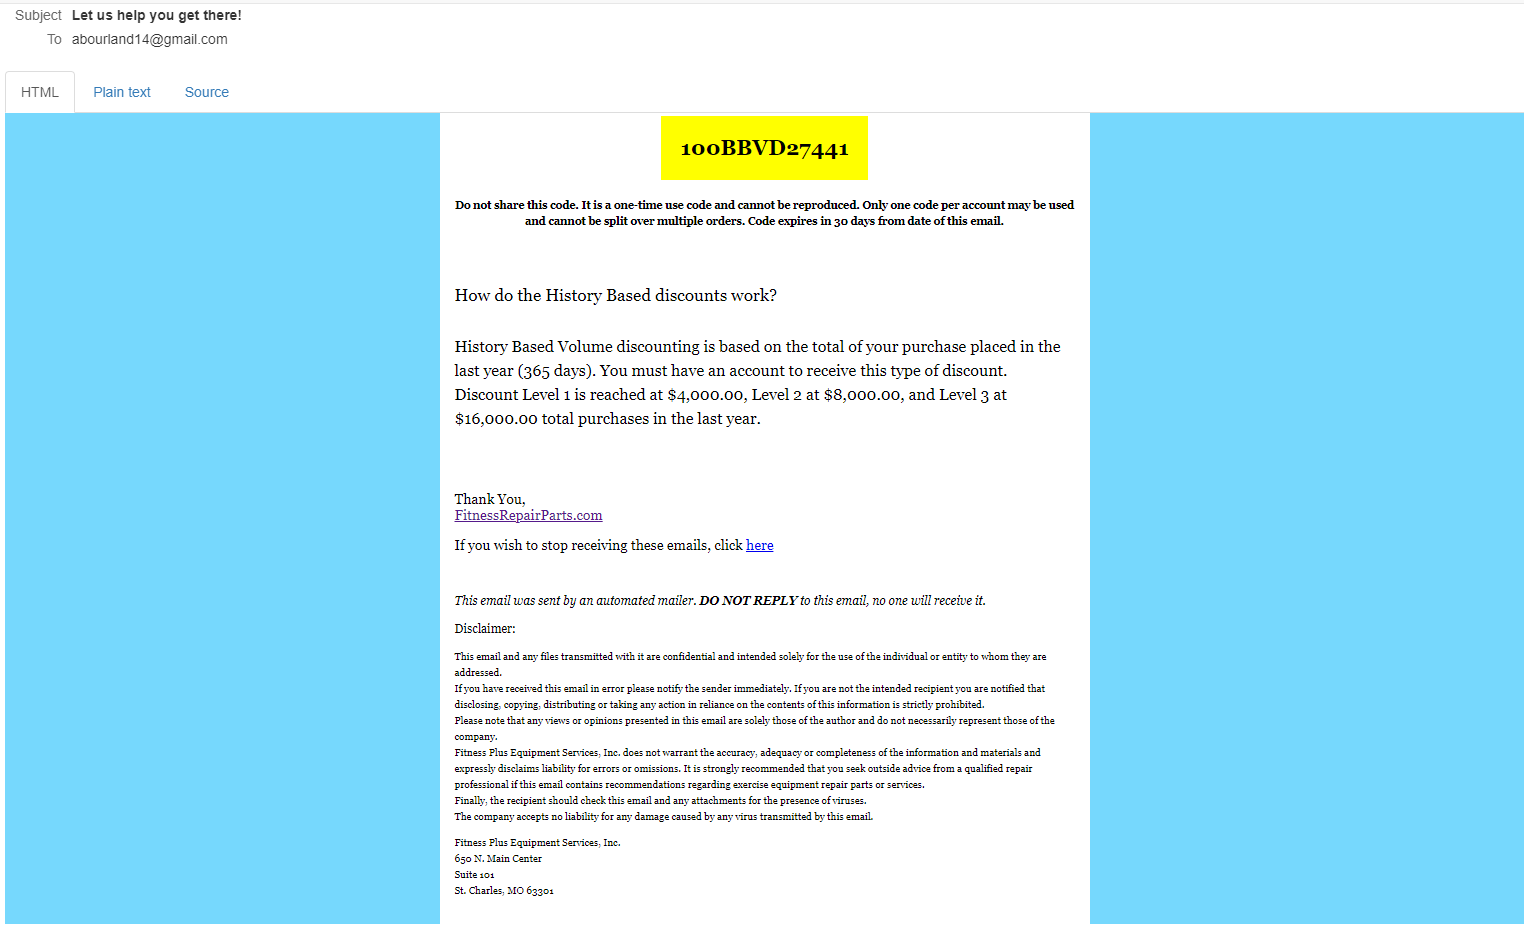 Subject Let us help you get there!
To abourland14@gmail.com
HTML Plain text Source
100BBVD27441
Do not share this code. It is a one-time use code and cannot be reproduced. Only one code per account may be used
and cannot be split over multiple orders. Code expires in 30 days from date of this email.
How do the History Based discounts work?
History Based Volume discounting is based on the total of your purchase placed in the
last year (365 days). You must have an account to receive this type of discount.
Discount Level 1 is reached at $4,000.00, Level 2 at $8,000.00, and Level 3 at
$16,000.00 total purchases in the last year.
Thank You,
FitnessRepairParts.com
If you wish to stop receiving these emails, click here
This email was sent by an automated mailer. DO NOT REPLY to this email, no one will receive it.
Disclaimer:
This email and any files transmitted with it are confidential and intended solely for the use of the individual or entity to whom they are
addressed.
If you have received this email in error please notify the sender immediately. If you are not the intended recipient you are notified that
disclosing, copying, distributing or taking any action in reliance on the contents of this information is strictly prohibited.
Please note that any views or opinions presented in this email are solely those of the author and do not necessarily represent those of the
company.
Fitness Plus Equipment Services, Inc. does not warrant the accuracy, adequacy or completeness of the information and materials and
expressly disclaims liability for errors or omissions. It is strongly recommended that you seek outside advice from a qualified repair
professional if this email contains recommendations regarding exercise equipment repair parts or services.
Finally, the recipient should check this email and any attachments for the presence of viruses.
The company accepts no liability for any damage caused by any virus transmitted by this email.
Fitness Plus Equipment Services, Inc.
650 N. Main Center
Suite 101
St. Charles, MO 63301